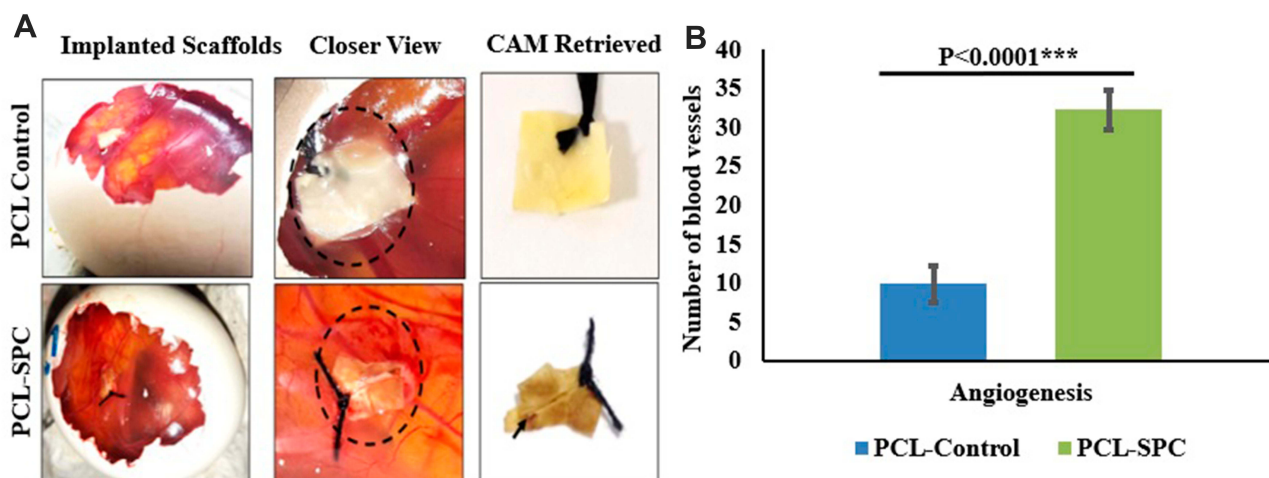 A
Implanted Scaffolds Closer View CAM Retrieved
PCL Control
PCL-SPC
B
P<0.0001***
Number of blood vessels
40
35
30
25
20
15
10
5
0
Angiogenesis
PCL-Control PCL-SPC